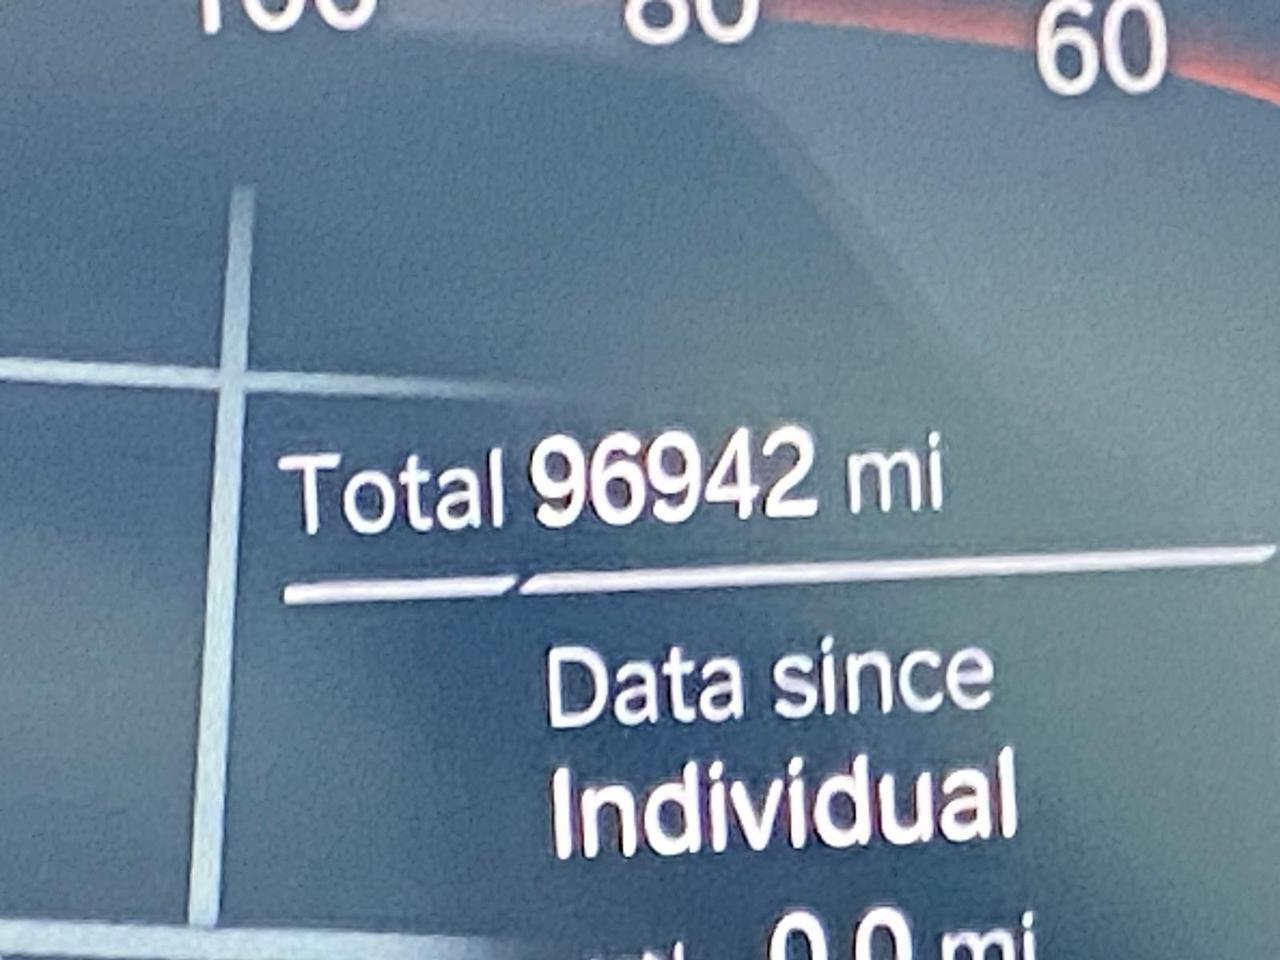 100 80 60
Total 96942 mi
Data since
Individual
0.0 mi